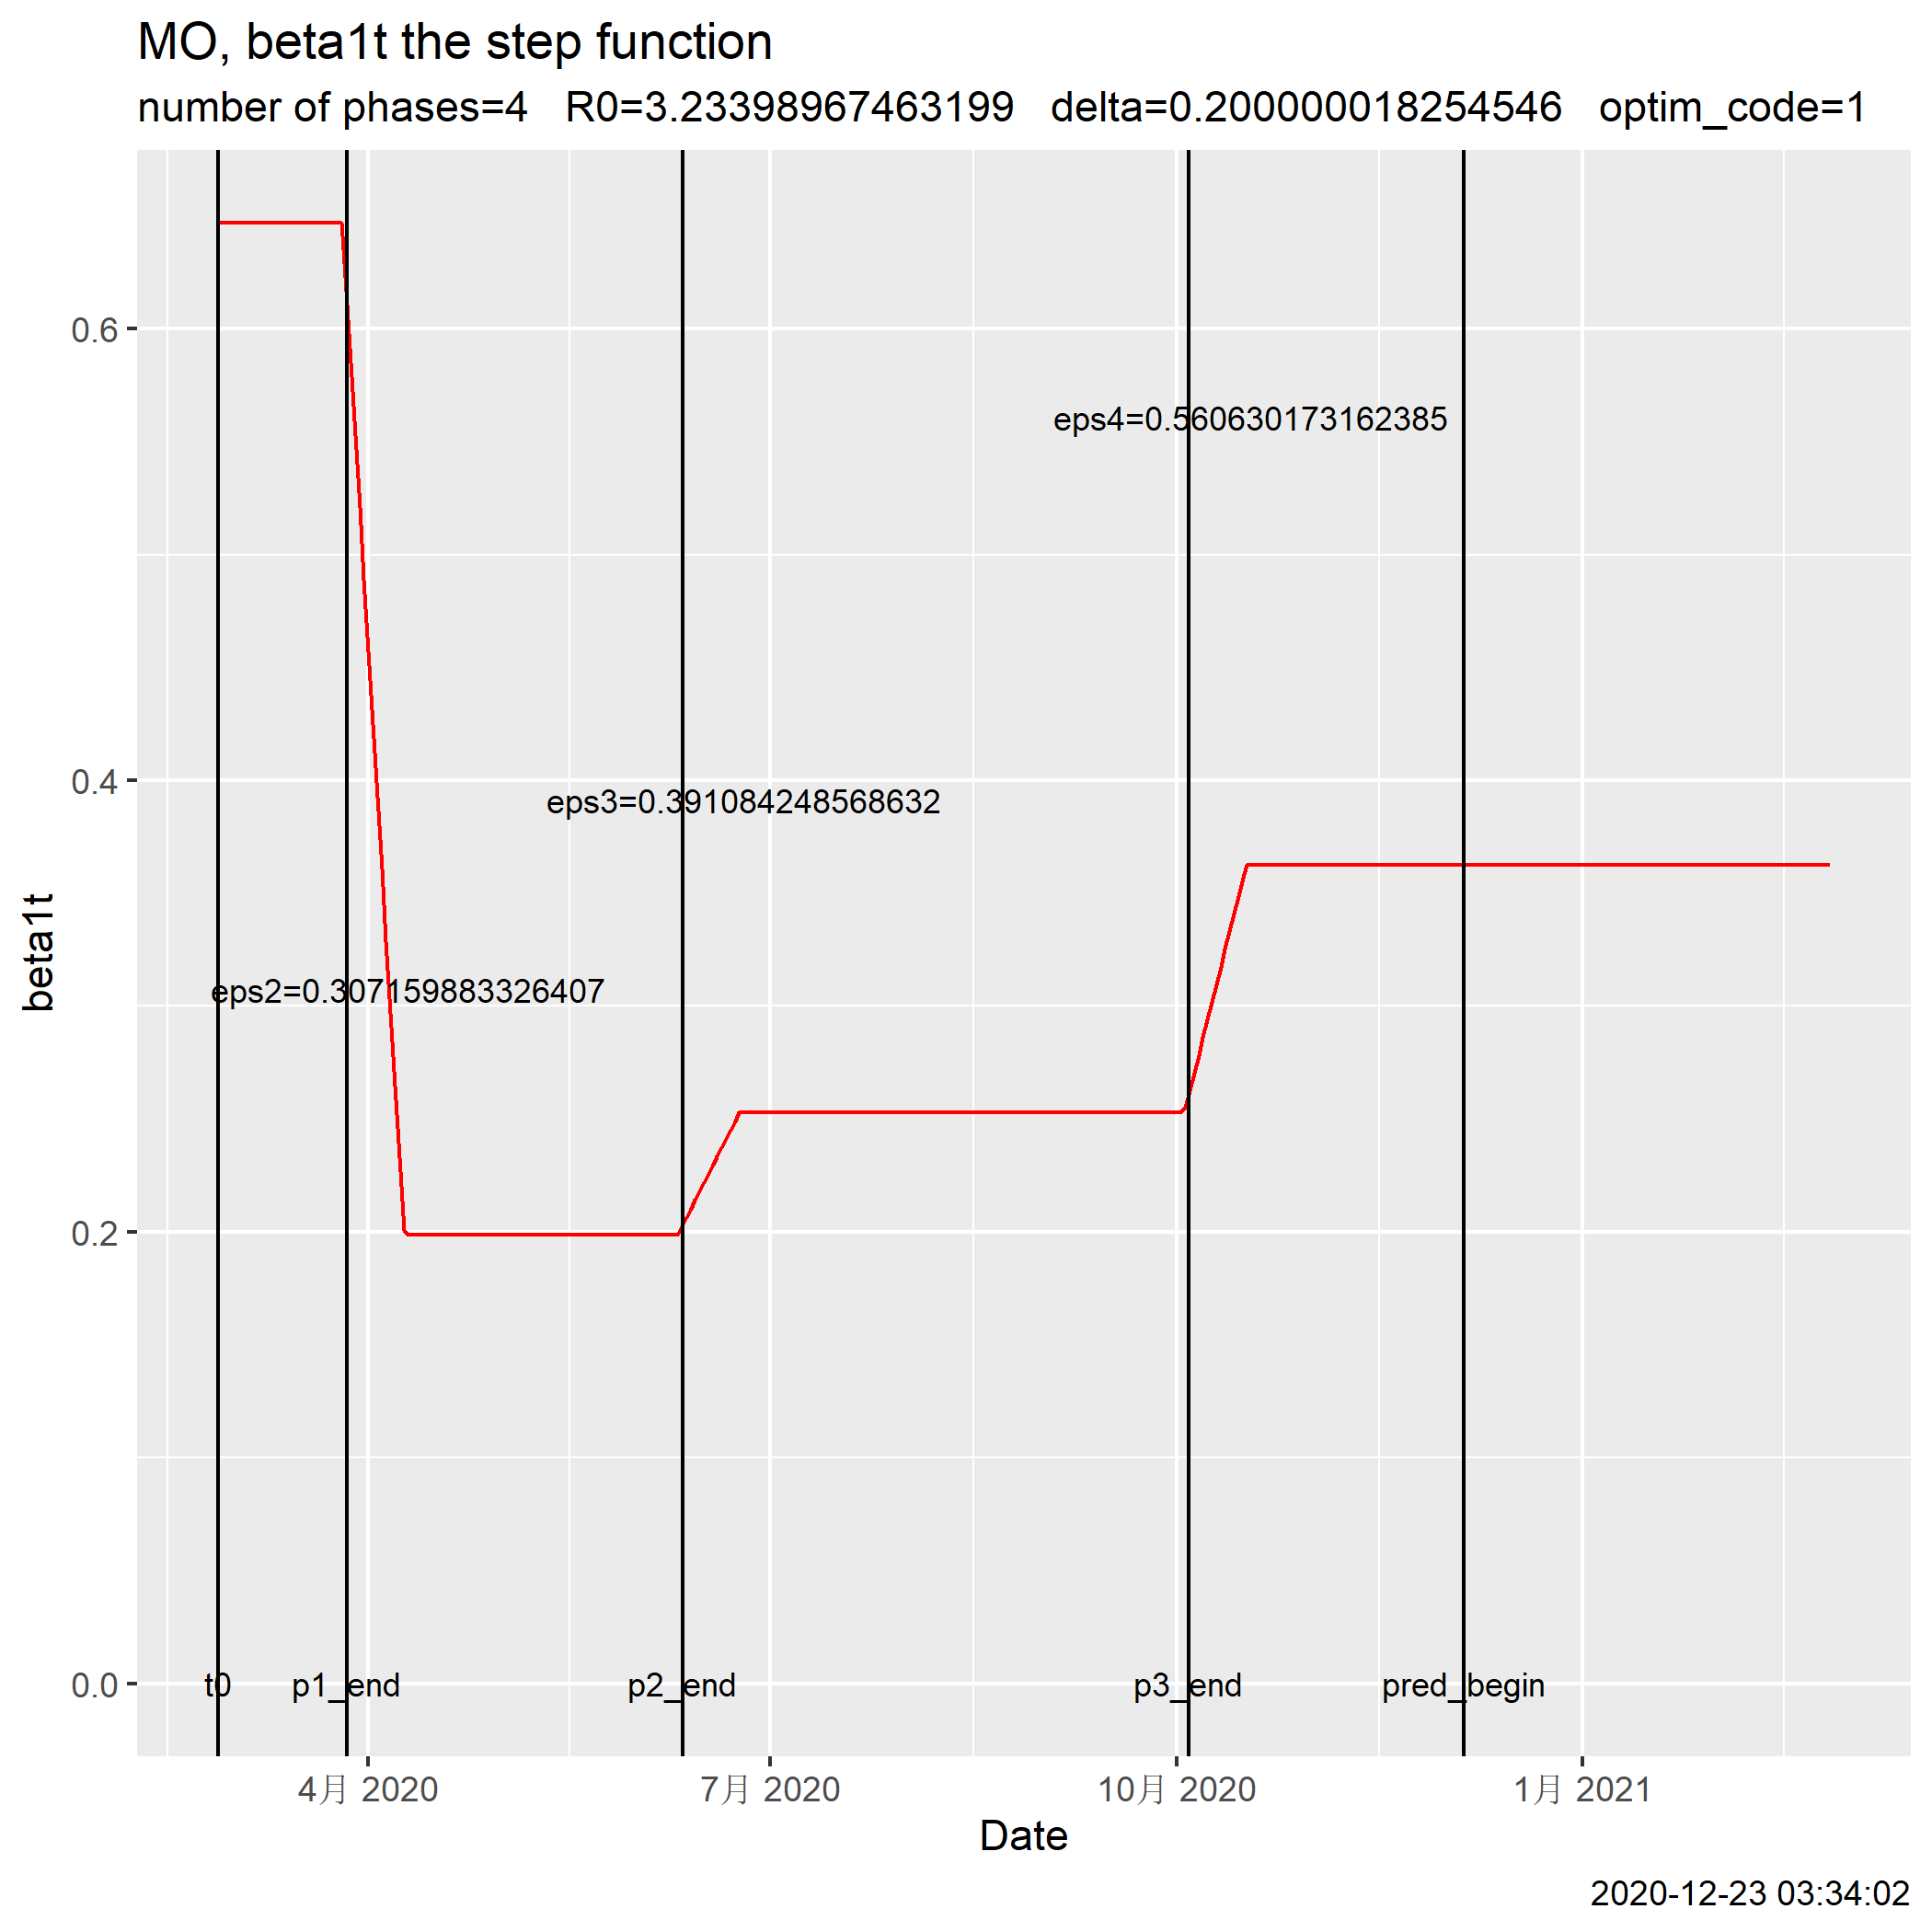 MO, beta1t the step function
number of phases=4 R0=3.23398967463199 delta=0.200000018254546 optim_code=1
beta1t
0.6
0.4
0.2
0.0
eps4=0.560630173162385
eps3=0.391084248568632
eps2=0.307159883326407
t0 p1_end p2_end p3_end pred_begin
4月 2020 7月 2020 10月 2020 1月 2021
Date
2020-12-23 03:34:02